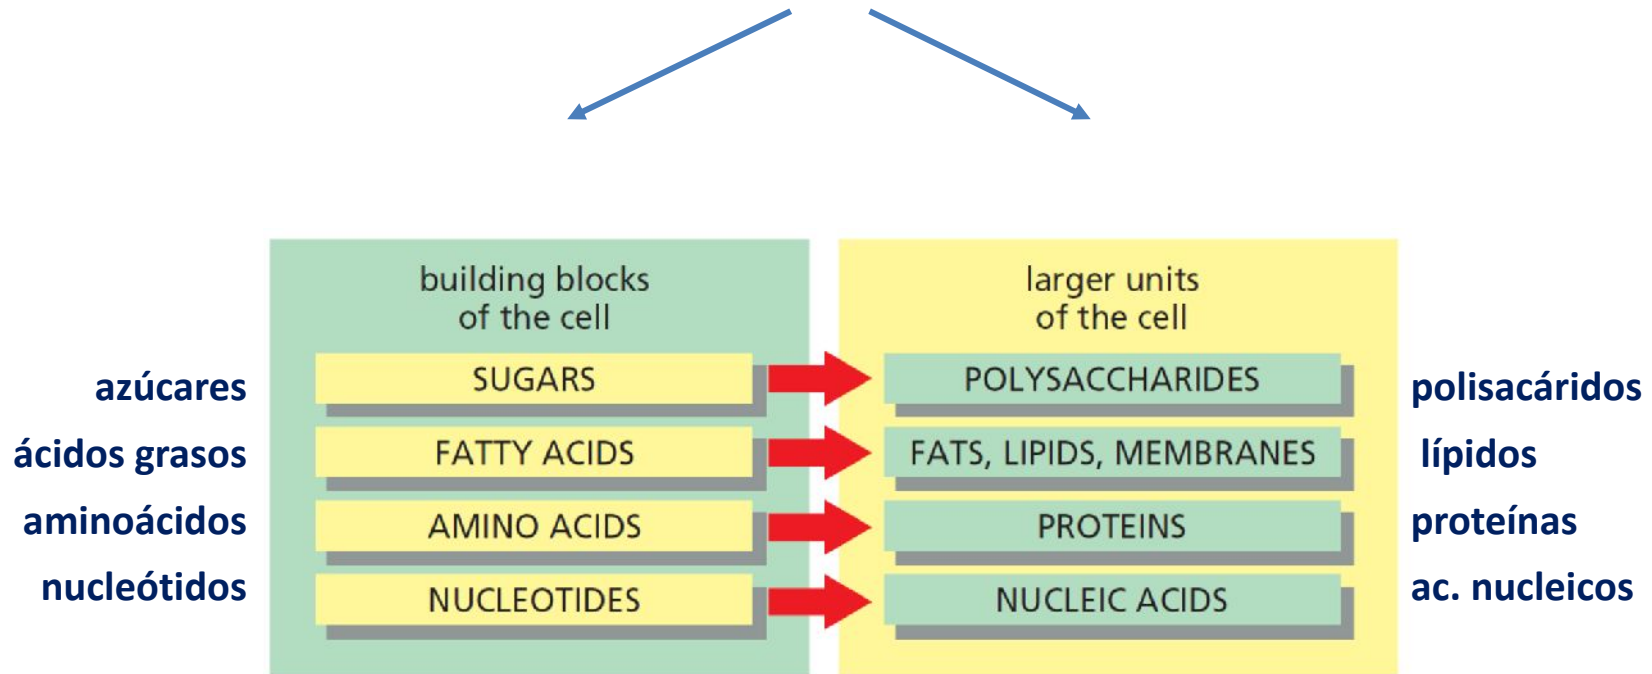 building blocks
of the cell
larger units
of the cell
azúcares
SUGARS
POLYSACCHARIDES
polisacáridos
ácidos grasos
FATTY ACIDS
FATS, LIPIDS, MEMBRANES
lípidos
aminoácidos
AMINO ACIDS
PROTEINS
proteínas
nucleótidos
NUCLEOTIDES
NUCLEIC ACIDS
ac. nucleicos